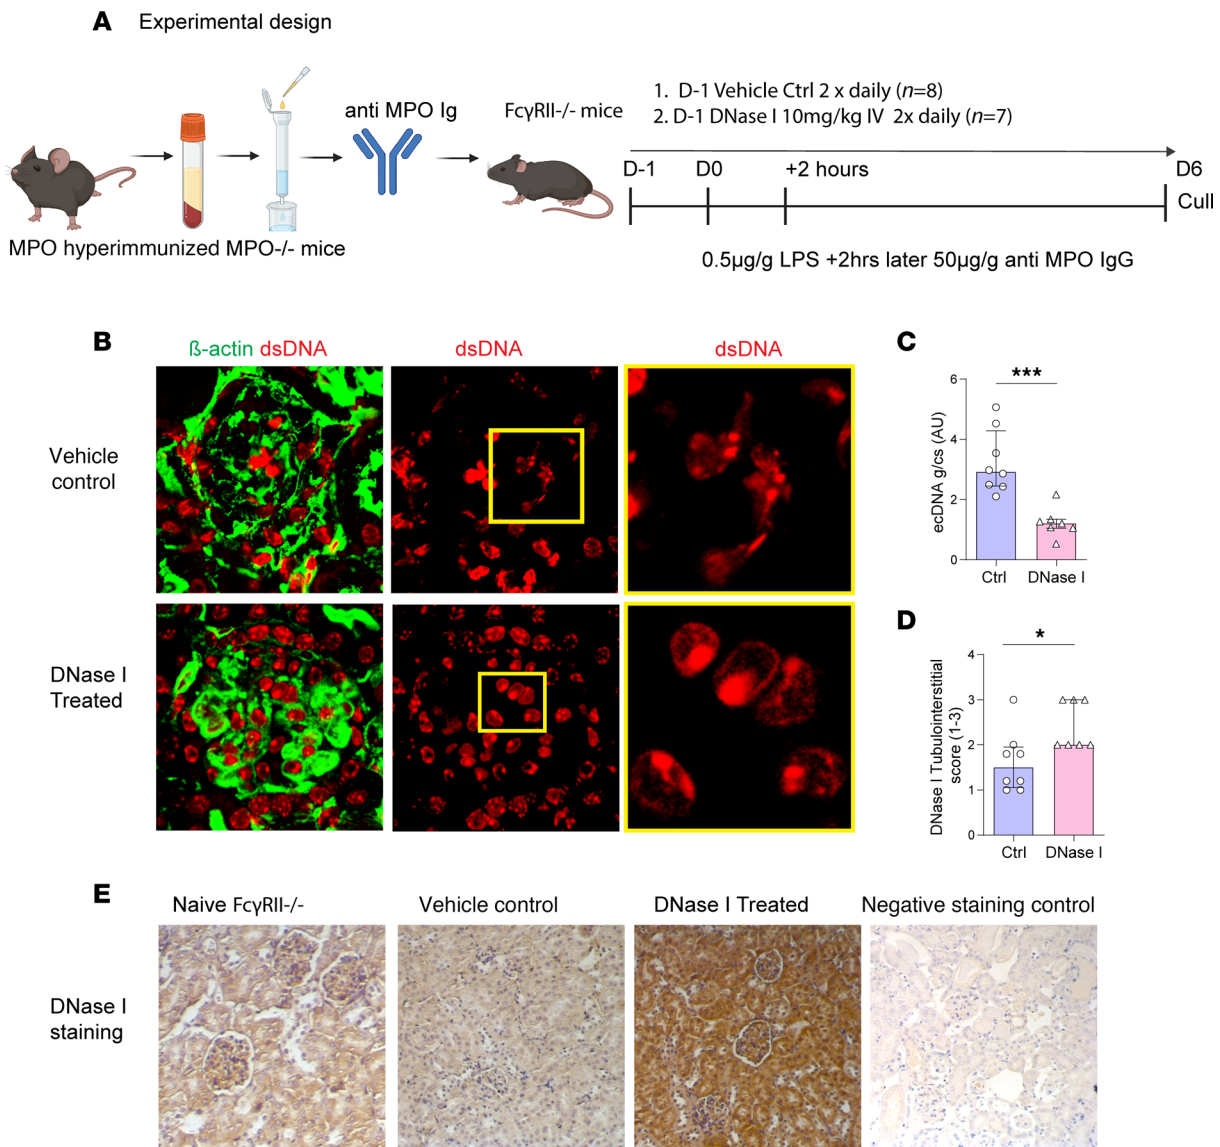 A Experimental design
anti MPO Ig
FcγRII-/- mice
MPO hyperimmunized MPO-/- mice
1. D-1 Vehicle Ctrl 2 x daily (n=8)
2. D-1 DNase I 10mg/kg IV 2x daily (n=7)
D-1 D0 +2 hours D6
Cull
0.5µg/g LPS +2hrs later 50µg/g anti MPO IgG
B
ß-actin dsDNA dsDNA dsDNA
Vehicle
control
DNase I
Treated
C
***
ecDNA g/cs (AU)
6
4
2
0
Ctrl DNase I
D
*
DNase I Tubulointerstitial
score (1-3)
4
3
2
1
0
Ctrl DNase I
E
Naive FcγRII-/- Vehicle control DNase I Treated Negative staining control
DNase I
staining